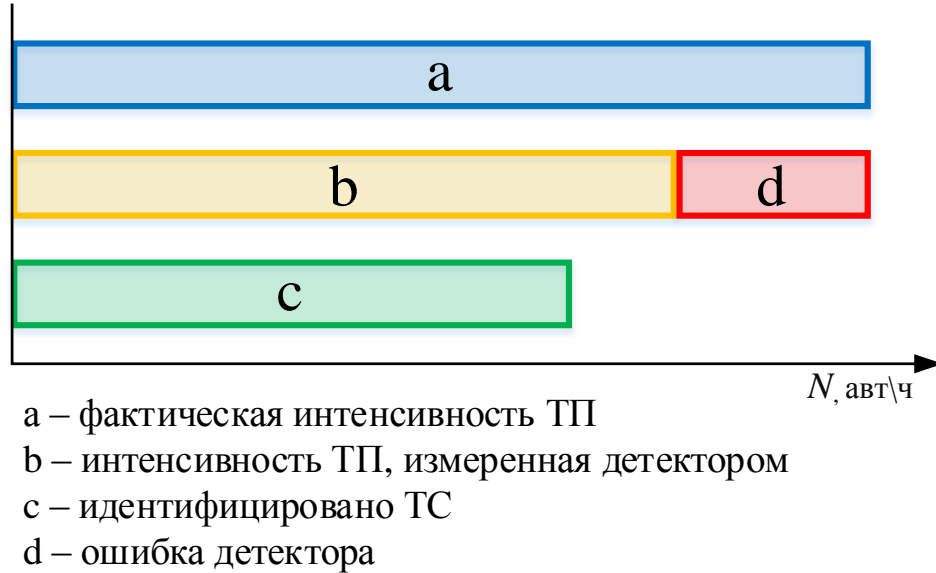 a
b
d
c
N, авт\ч
a – фактическая интенсивность ТП
b – интенсивность ТП, измеренная детектором
c – идентифицировано ТС
d – ошибка детектора